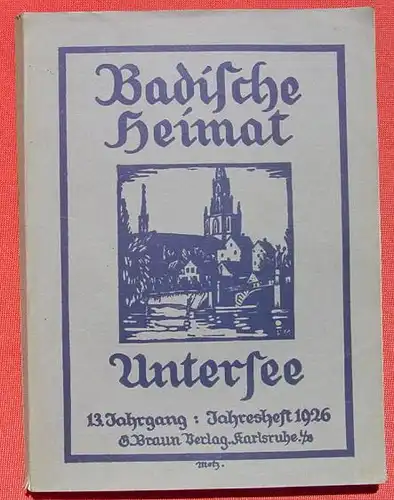 Badische
Heimat
Untersee
13. Jahrgang : Jahresheft 1926
G. Braun Verlag. Karlsruhe i/B
Metz.